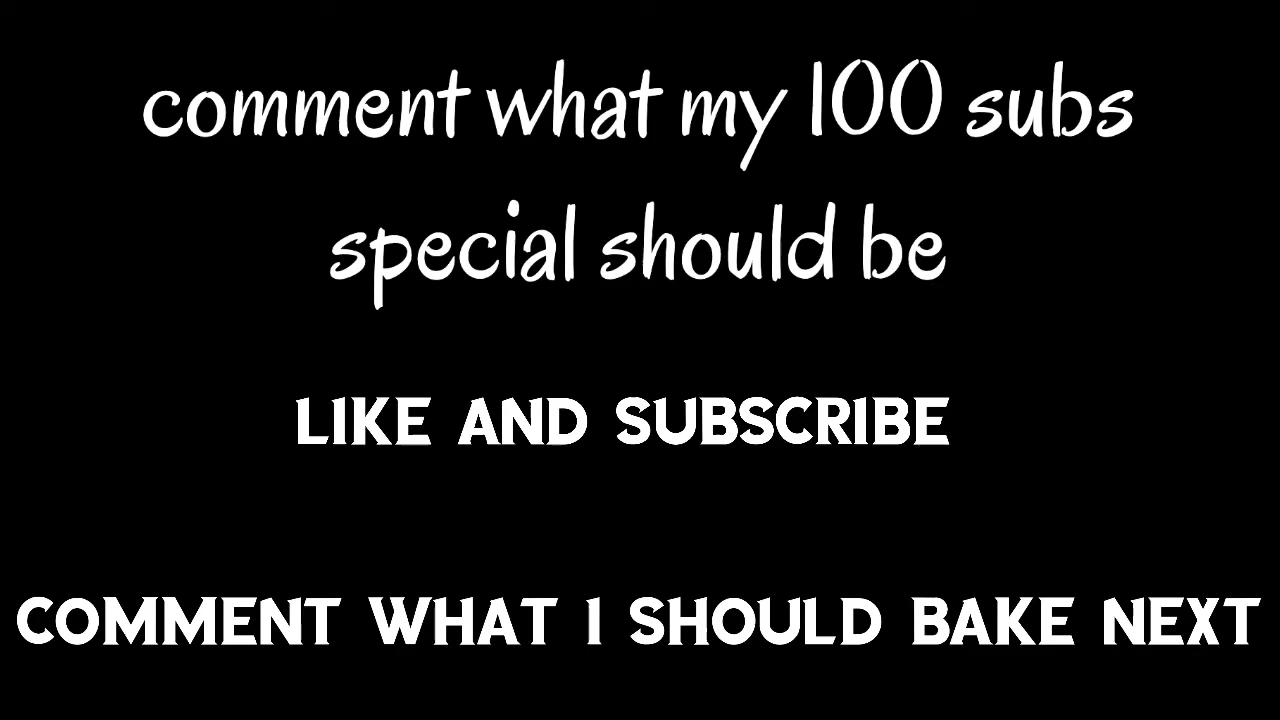 comment what my 100 subs
special should be
LIKE AND SUBSCRIBE
COMMENT WHAT I SHOULD BAKE NEXT